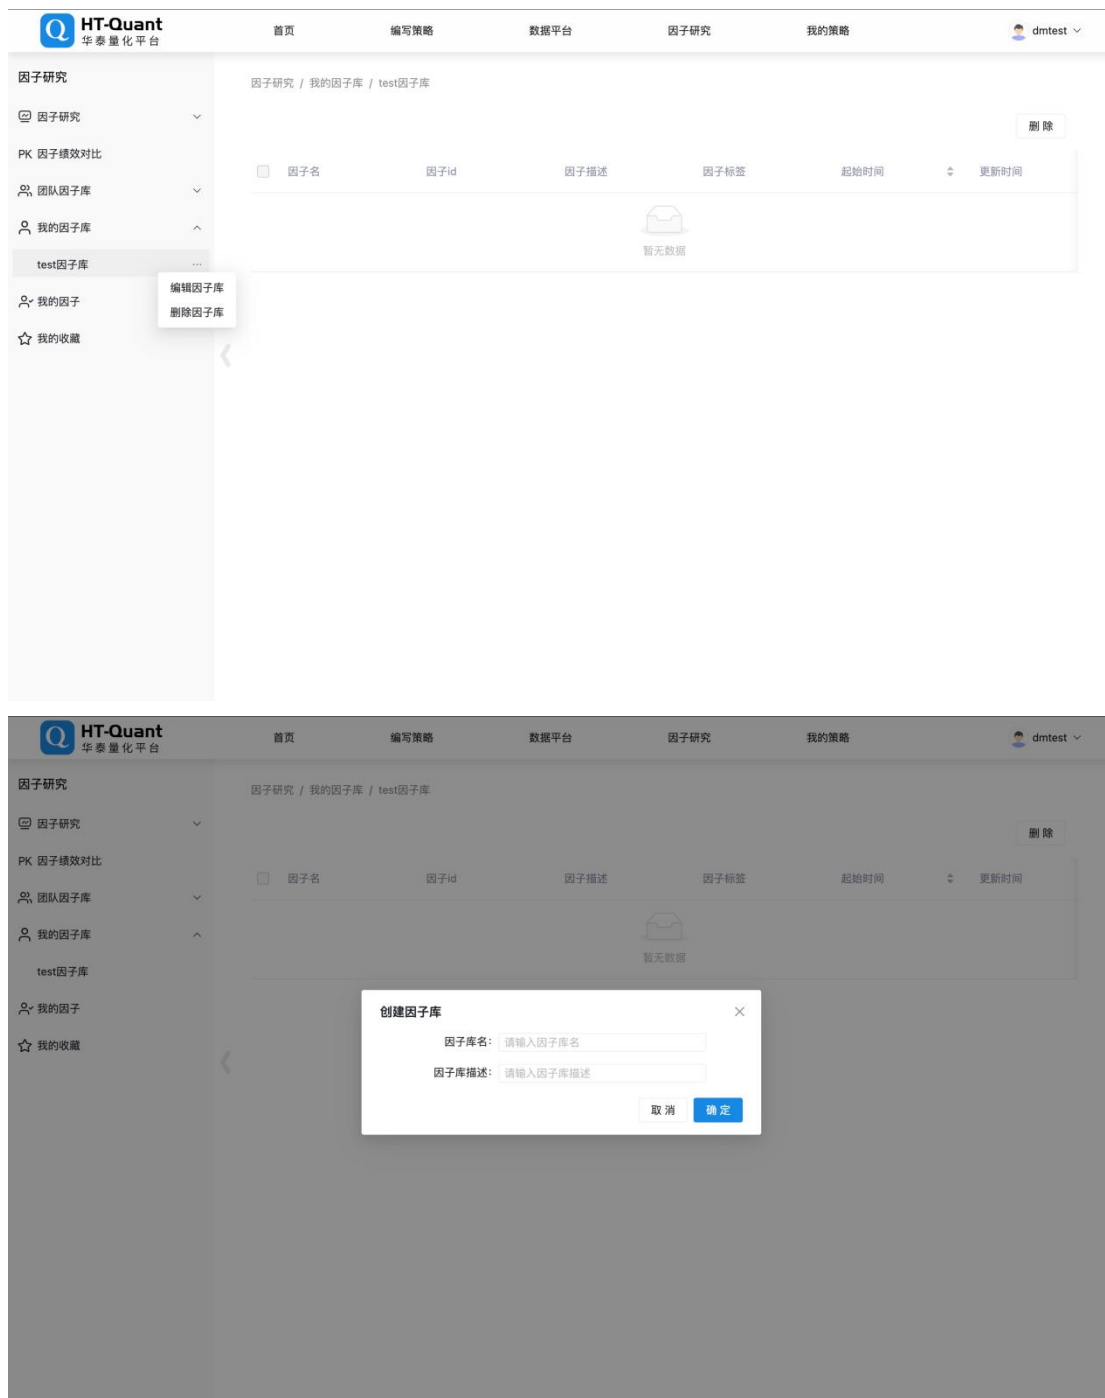 HT-Quant
华泰量化平台
首页 编写策略 数据平台 因子研究 我的策略 dmtest
因子研究
因子研究 / 我的因子库 / test因子库
因子研究
删 除
PK 因子绩效对比
因子名 因子id 因子描述 因子标签 起始时间 更新时间
团队因子库
我的因子库
暂无数据
test因子库 ...
编辑因子库
删除因子库
我的因子
我的收藏
HT-Quant
华泰量化平台
首页 编写策略 数据平台 因子研究 我的策略 dmtest
因子研究
因子研究 / 我的因子库 / test因子库
因子研究
删 除
PK 因子绩效对比
因子名 因子id 因子描述 因子标签 起始时间 更新时间
团队因子库
我的因子库
暂无数据
test因子库
我的因子
我的收藏
创建因子库
因子库名: 请输入因子库名
因子库描述: 请输入因子库描述
取 消 确 定